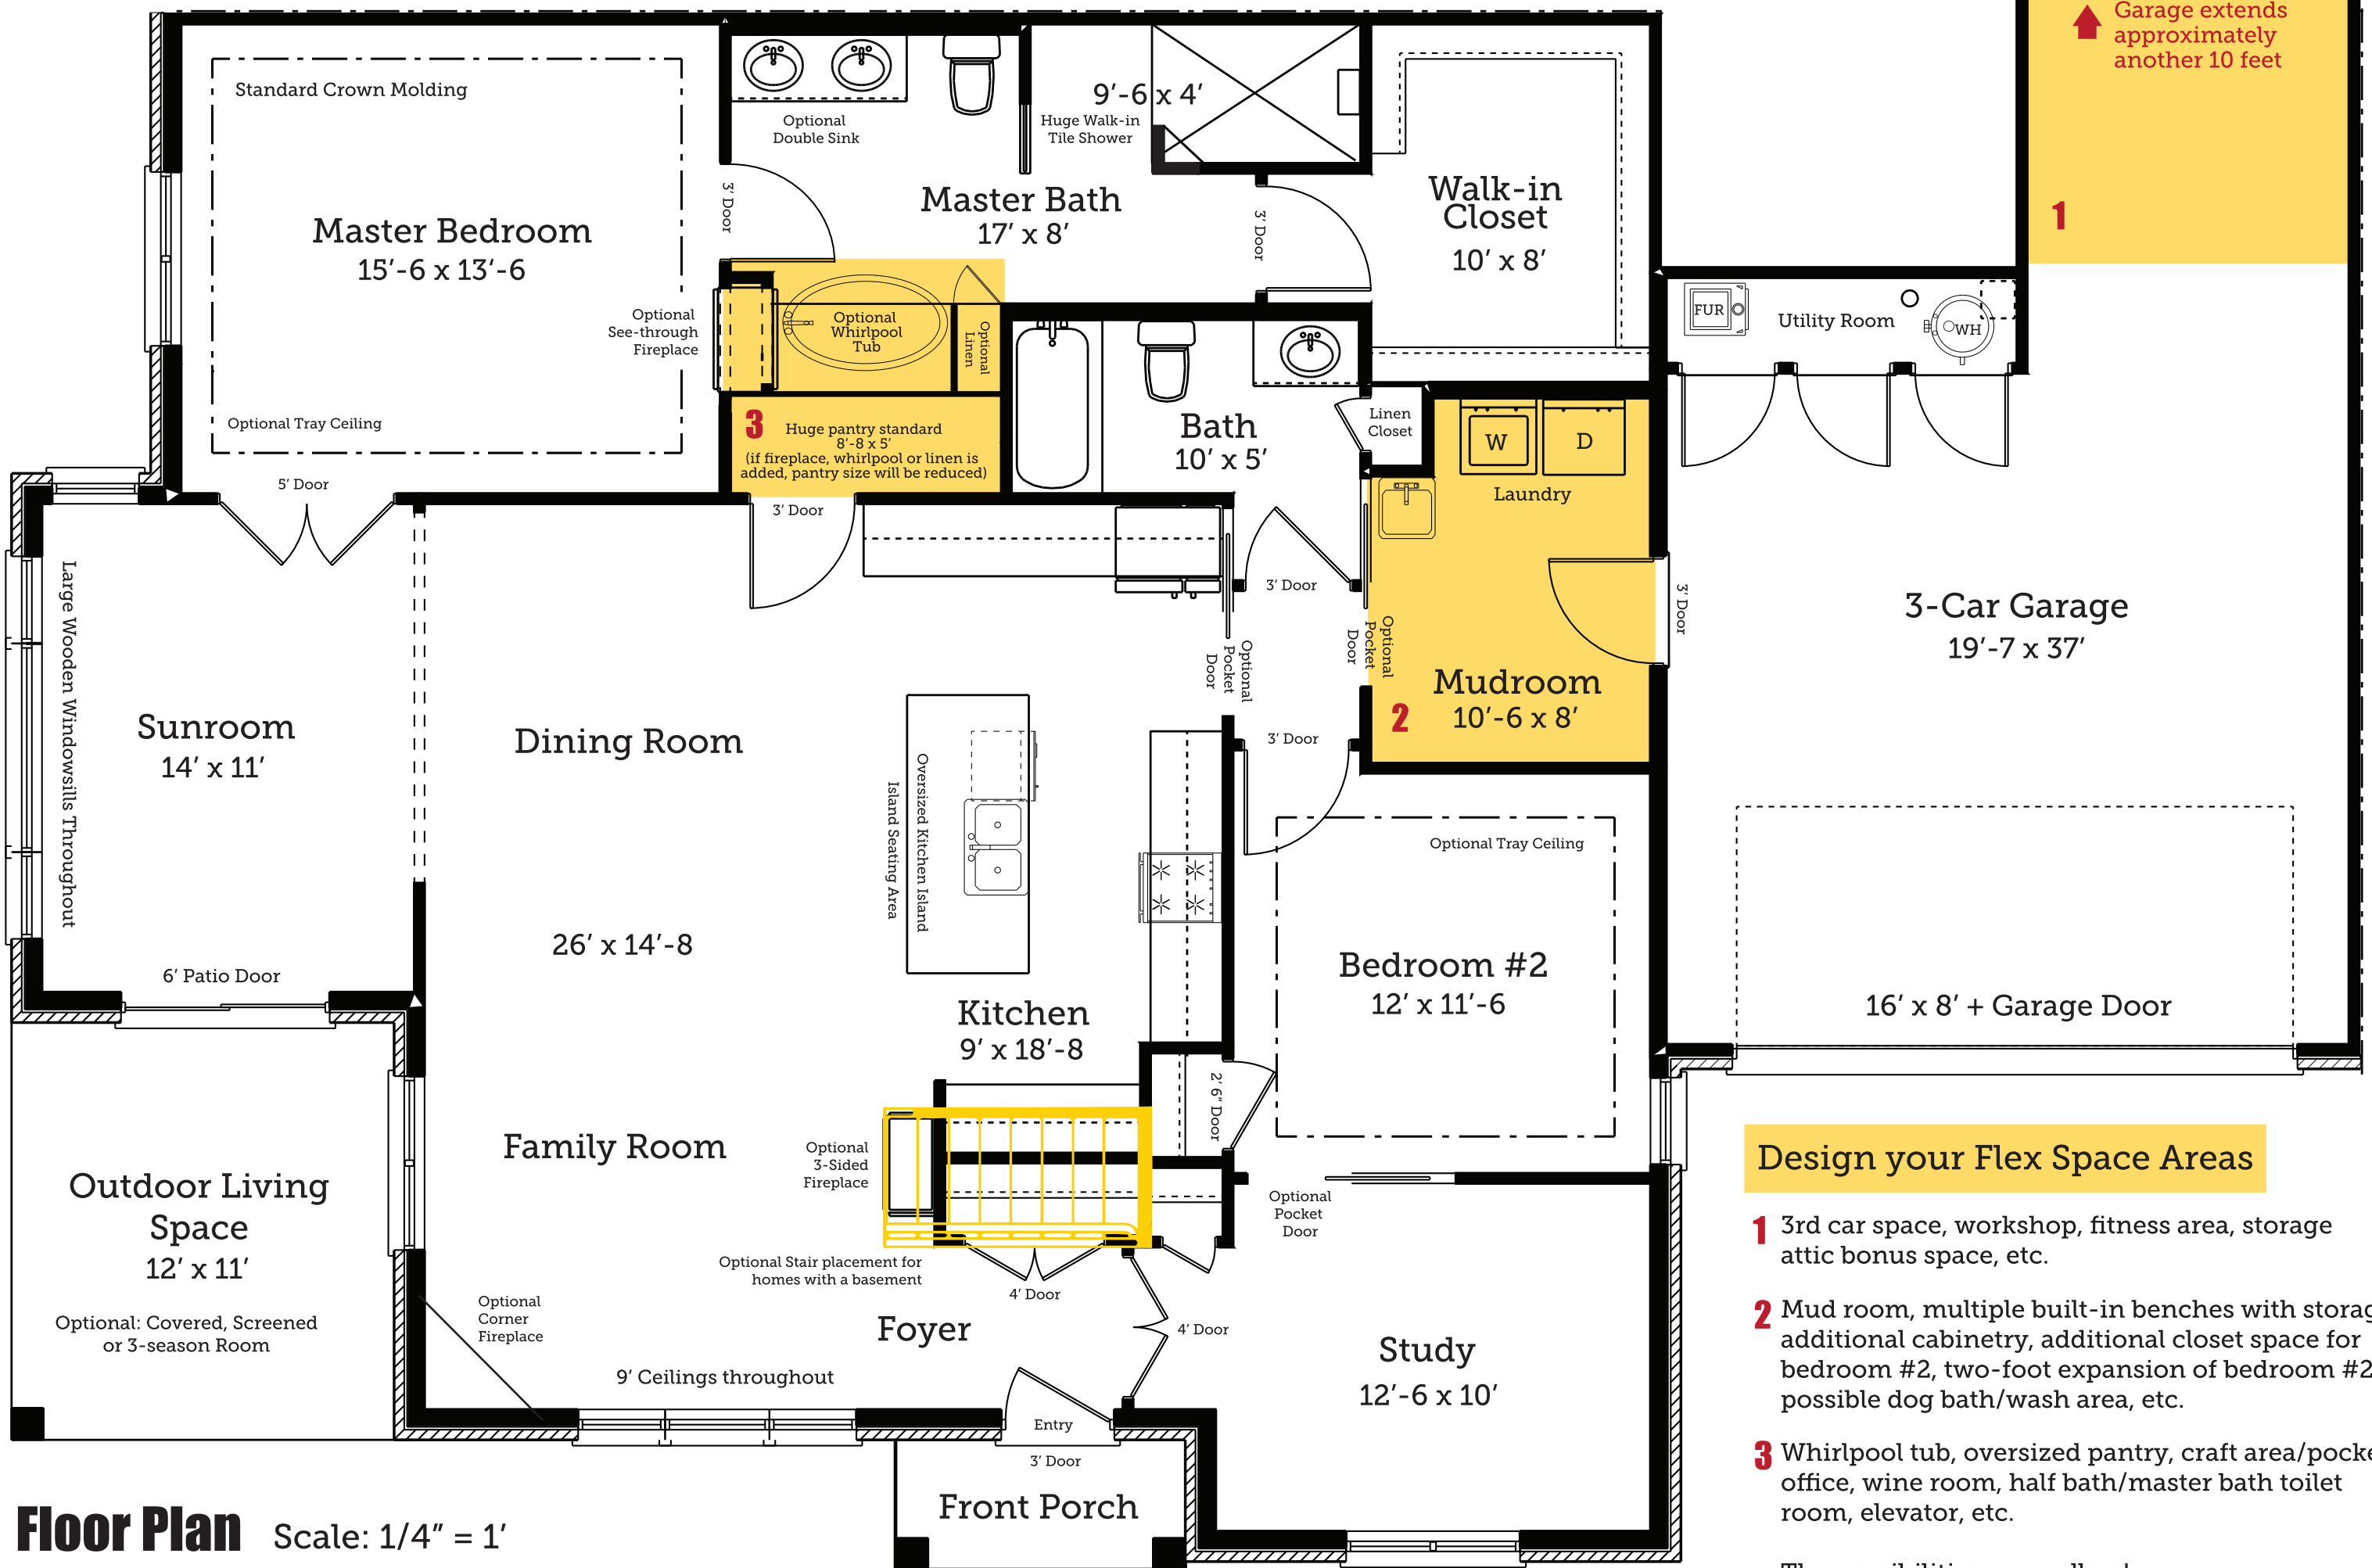 Garage extends
approximately
another 10 feet
1
Standard Crown Molding
Master Bedroom
15’-6 x 13’-6
Optional Tray Ceiling
5’ Door
Optional
See-through
Fireplace
Optional
Double Sink
3’ Door
Master Bath
17’ x 8’
9’-6 x 4’
Huge Walk-in
Tile Shower
3’ Door
Walk-in
Closet
10’ x 8’
Optional
Whirlpool
Tub
Optional
Linen
3
Huge pantry standard
8’-8 x 5’
(if fireplace, whirlpool or linen is
added, pantry size will be reduced)
3’ Door
Bath
10’ x 5’
Linen
Closet
W
D
Laundry
FUR
Utility Room
WH
3’ Door
Optional
Pocket
Door
Optional
Pocket
Door
3’ Door
Mudroom
10’-6 x 8’
2
3’ Door
3-Car Garage
19’-7 x 37’
16’ x 8’ + Garage Door
Large Wooden Windowsills Throughout
Sunroom
14’ x 11’
6’ Patio Door
Dining Room
26’ x 14’-8
Oversized Kitchen Island
Island Seating Area
Kitchen
9’ x 18’-8
Optional Tray Ceiling
Bedroom #2
12’ x 11’-6
2’ 6” Door
Family Room
Optional
3-Sided
Fireplace
Optional
Pocket
Door
Outdoor Living
Space
12’ x 11’
Optional: Covered, Screened
or 3-season Room
Optional Stair placement for
homes with a basement
4’ Door
Optional
Corner
Fireplace
Foyer
4’ Door
9’ Ceilings throughout
Entry
3’ Door
Study
12’-6 x 10’
Front Porch
Floor Plan
Scale: 1/4” = 1’
Design your Flex Space Areas
1 3rd car space, workshop, fitness area, storage
attic bonus space, etc.
2 Mud room, multiple built-in benches with storag
additional cabinetry, additional closet space for
bedroom #2, two-foot expansion of bedroom #2
possible dog bath/wash area, etc.
3 Whirlpool tub, oversized pantry, craft area/pocke
office, wine room, half bath/master bath toilet
room, elevator, etc.